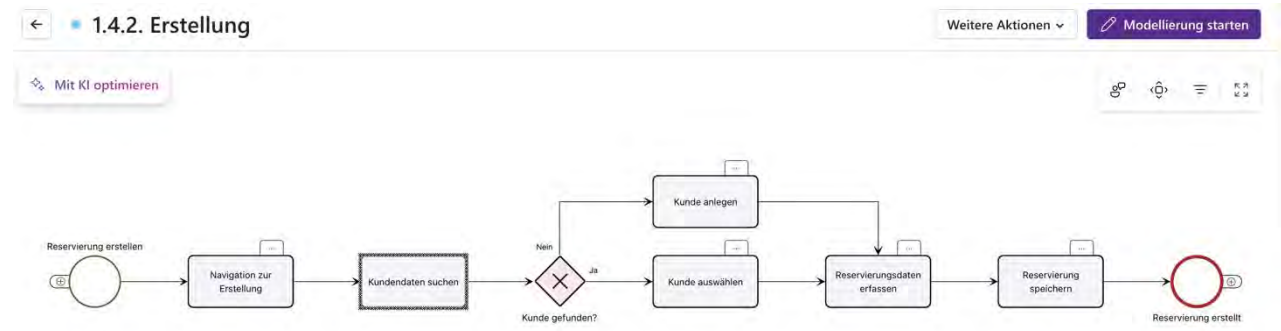 1.4.2. Erstellung
Weitere Aktionen
Modellierung starten
Mit KI optimieren
Reservierung erstellen
...
Navigation zur
Erstellung
Kundendaten suchen
Nein
Ja
Kunde gefunden?
...
Kunde anlegen
...
Kunde auswählen
...
Reservierungsdaten
erfassen
...
Reservierung
speichern
Reservierung erstellt